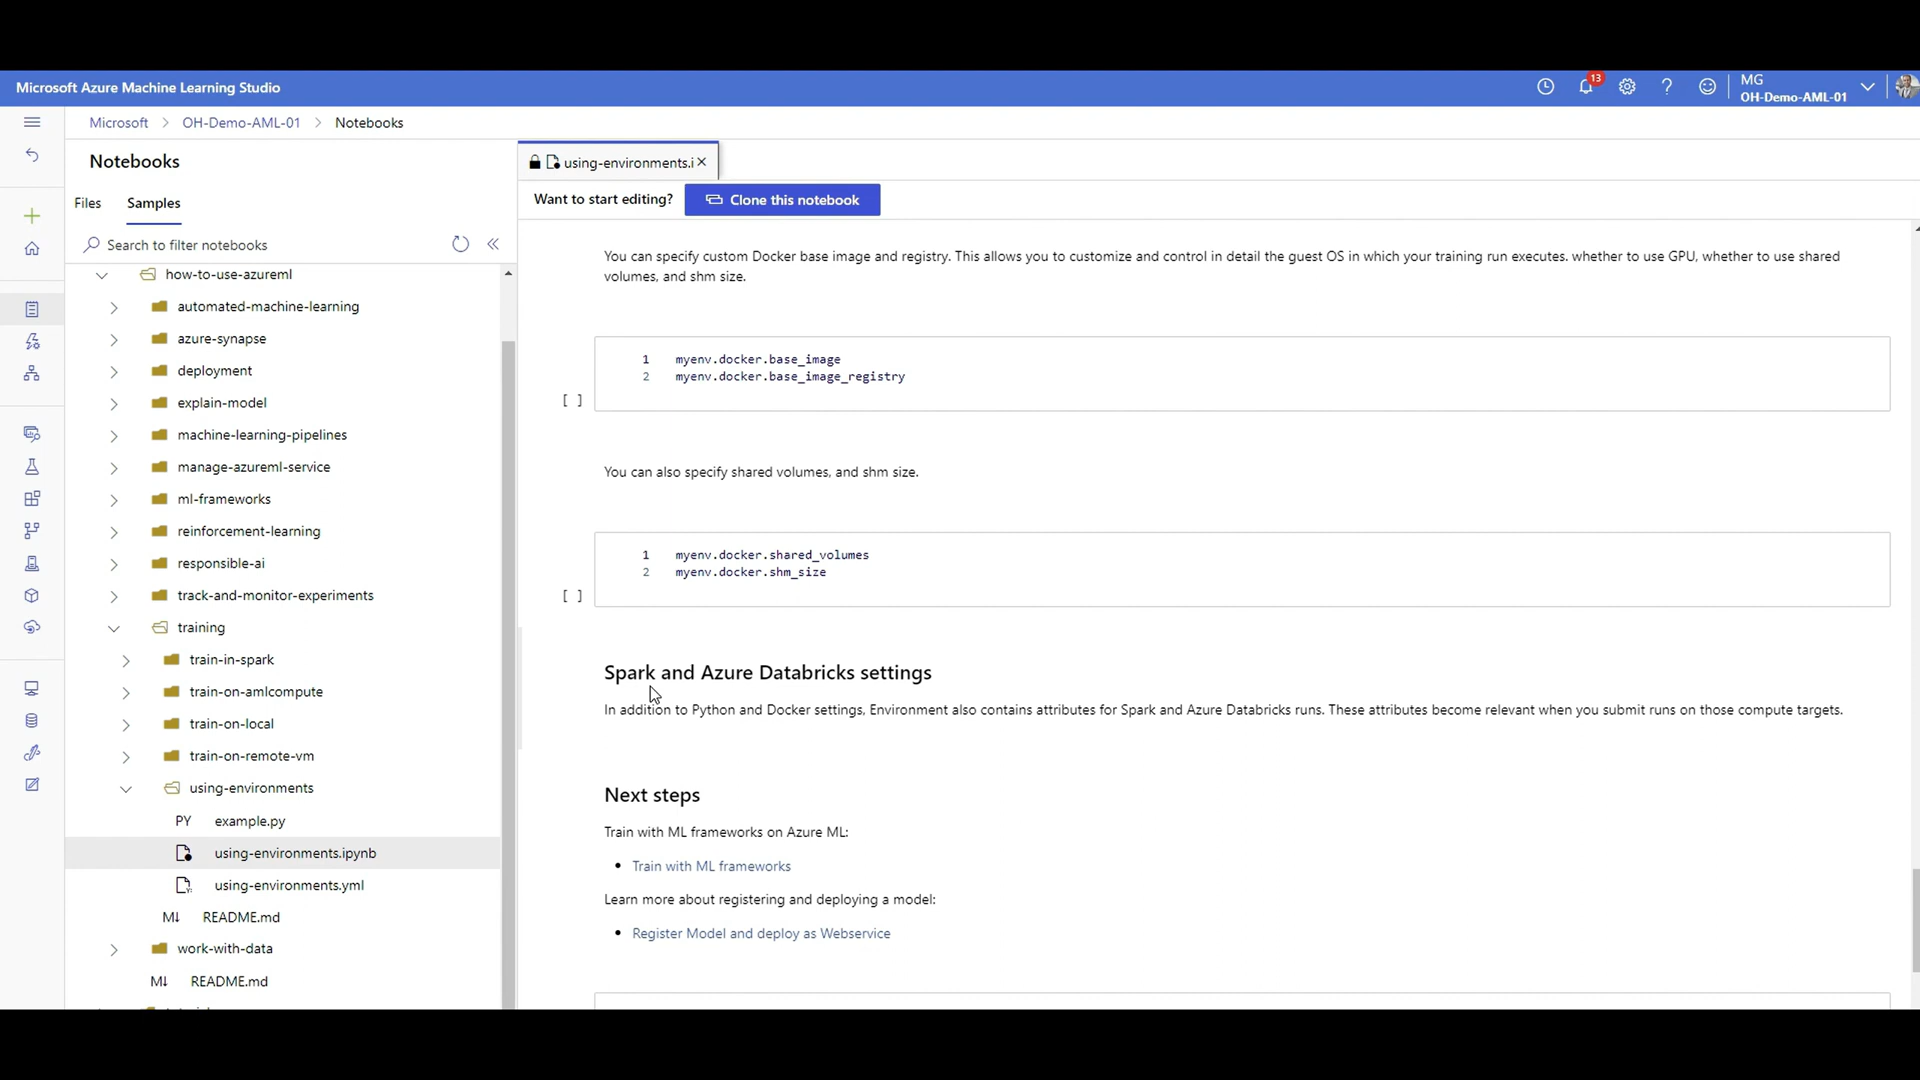 Microsoft Azure Machine Learning Studio
13
MG
OH-Demo-AML-01
Microsoft > OH-Demo-AML-01 > Notebooks
Notebooks
Files Samples
Search to filter notebooks
how-to-use-azureml
automated-machine-learning
azure-synapse
deployment
explain-model
machine-learning-pipelines
manage-azureml-service
ml-frameworks
reinforcement-learning
responsible-ai
track-and-monitor-experiments
training
train-in-spark
train-on-amlcompute
train-on-local
train-on-remote-vm
using-environments
PY example.py
using-environments.ipynb
using-environments.yml
M↓ README.md
work-with-data
M↓ README.md
using-environments.i
Want to start editing? Clone this notebook
You can specify custom Docker base image and registry. This allows you to customize and control in detail the guest OS in which your training run executes. whether to use GPU, whether to use shared
volumes, and shm size.
1 myenv.docker.base_image
2 myenv.docker.base_image_registry
[ ]
You can also specify shared volumes, and shm size.
1 myenv.docker.shared_volumes
2 myenv.docker.shm_size
[ ]
Spark and Azure Databricks settings
In addition to Python and Docker settings, Environment also contains attributes for Spark and Azure Databricks runs. These attributes become relevant when you submit runs on those compute targets.
Next steps
Train with ML frameworks on Azure ML:
• Train with ML frameworks
Learn more about registering and deploying a model:
• Register Model and deploy as Webservice